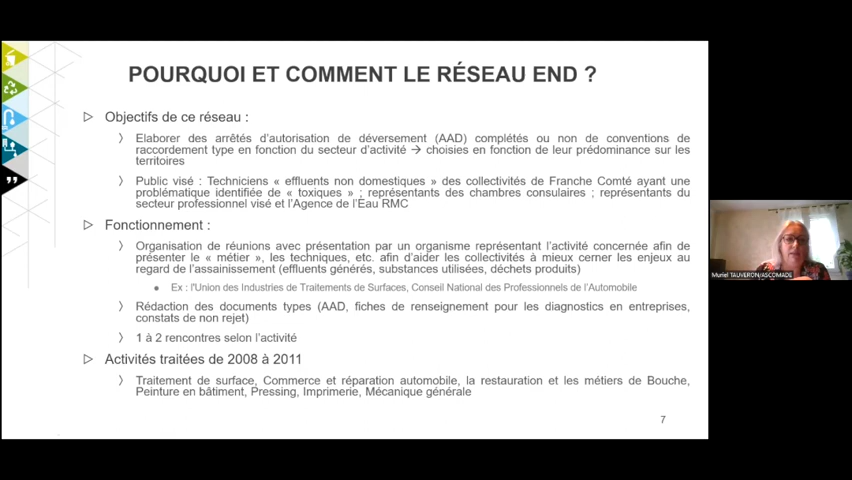 POURQUOI ET COMMENT LE RÉSEAU END ?
Objectifs de ce réseau :
Elaborer des arrêtés d'autorisation de déversement (AAD) complétés ou non de conventions de
raccordement type en fonction du secteur d'activité → choisies en fonction de leur prédominance sur les
territoires
Public visé : Techniciens « effluents non domestiques » des collectivités de Franche Comté ayant une
problématique identifiée de « toxiques » ; représentants des chambres consulaires ; représentants du
secteur professionnel visé et l'Agence de l'Eau RMC
Fonctionnement :
Organisation de réunions avec présentation par un organisme représentant l'activité concernée afin de
présenter le « métier », les techniques, etc. afin d'aider les collectivités à mieux cerner les enjeux au
regard de l'assainissement (effluents générés, substances utilisées, déchets produits)
Ex : l'Union des Industries de Traitements de Surfaces, Conseil National des Professionnels de l'Automobile
Rédaction des documents types (AAD, fiches de renseignement pour les diagnostics en entreprises,
constats de non rejet)
1 à 2 rencontres selon l'activité
Activités traitées de 2008 à 2011
Traitement de surface, Commerce et réparation automobile, la restauration et les métiers de Bouche,
Peinture en bâtiment, Pressing, Imprimerie, Mécanique générale
7
Muriel TAUVERON/ASCOMADE